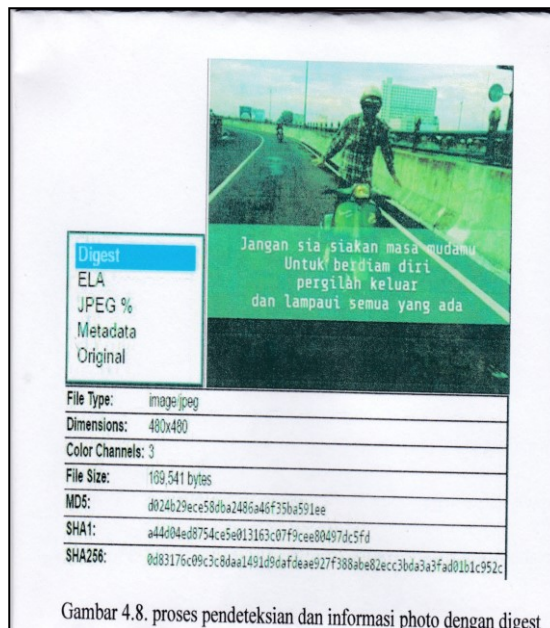 Jangan sia siakan masa mudamu
Untuk berdiam diri
pergilah keluar
dan lampaui semua yang ada
Digest
ELA
JPEG %
Metadata
Original
File Type: image/jpeg
Dimensions: 480x480
Color Channels: 3
File Size: 169,541 bytes
MD5: d024b29ece58dba2486a46f35ba591ee
SHA1: a44d04ed8754ce5e013163c07f9cee80497dc5fd
SHA256: 0d83176c09c3c8daa1491d9dafdeae927f388abe82ecc3bda3a3fad01b1c952c
Gambar 4.8. proses pendeteksian dan informasi photo dengan digest